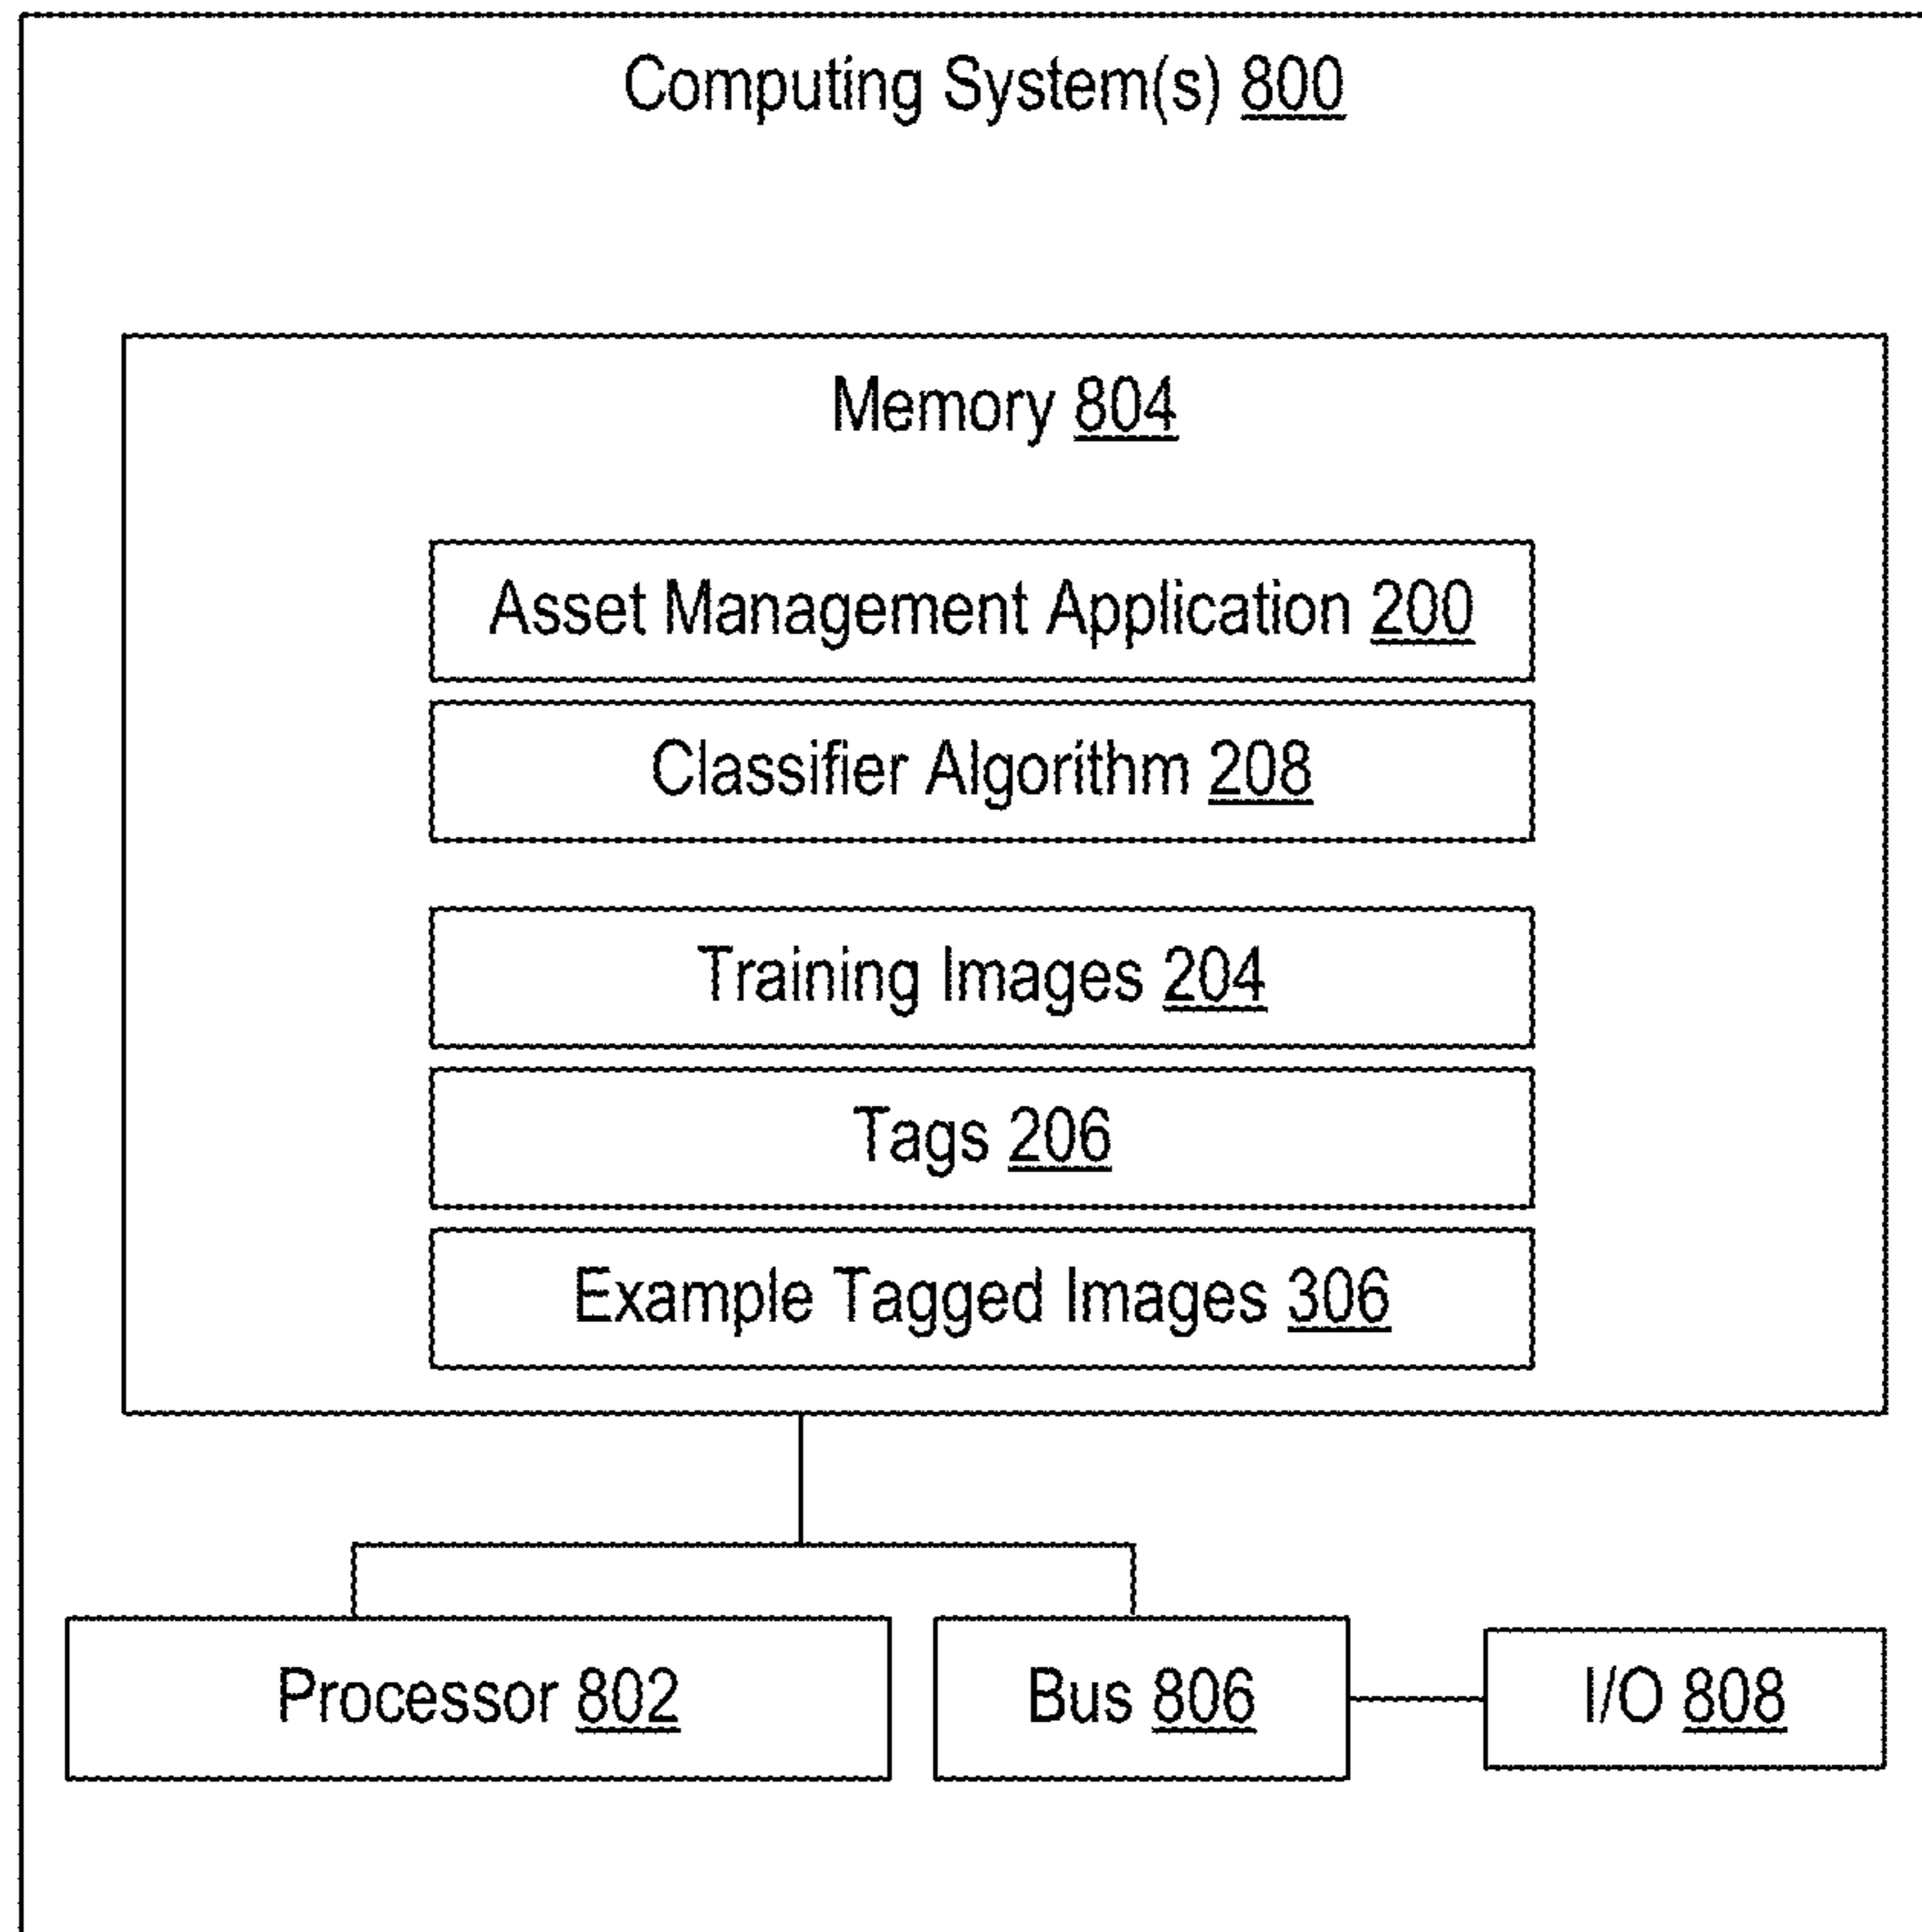 Computing System(s) 800
Memory 804
Asset Management Application 200
Classifier Algorithm 208
Training Images 204
Tags 206
Example Tagged Images 306
Processor 802
Bus 806
I/O 808